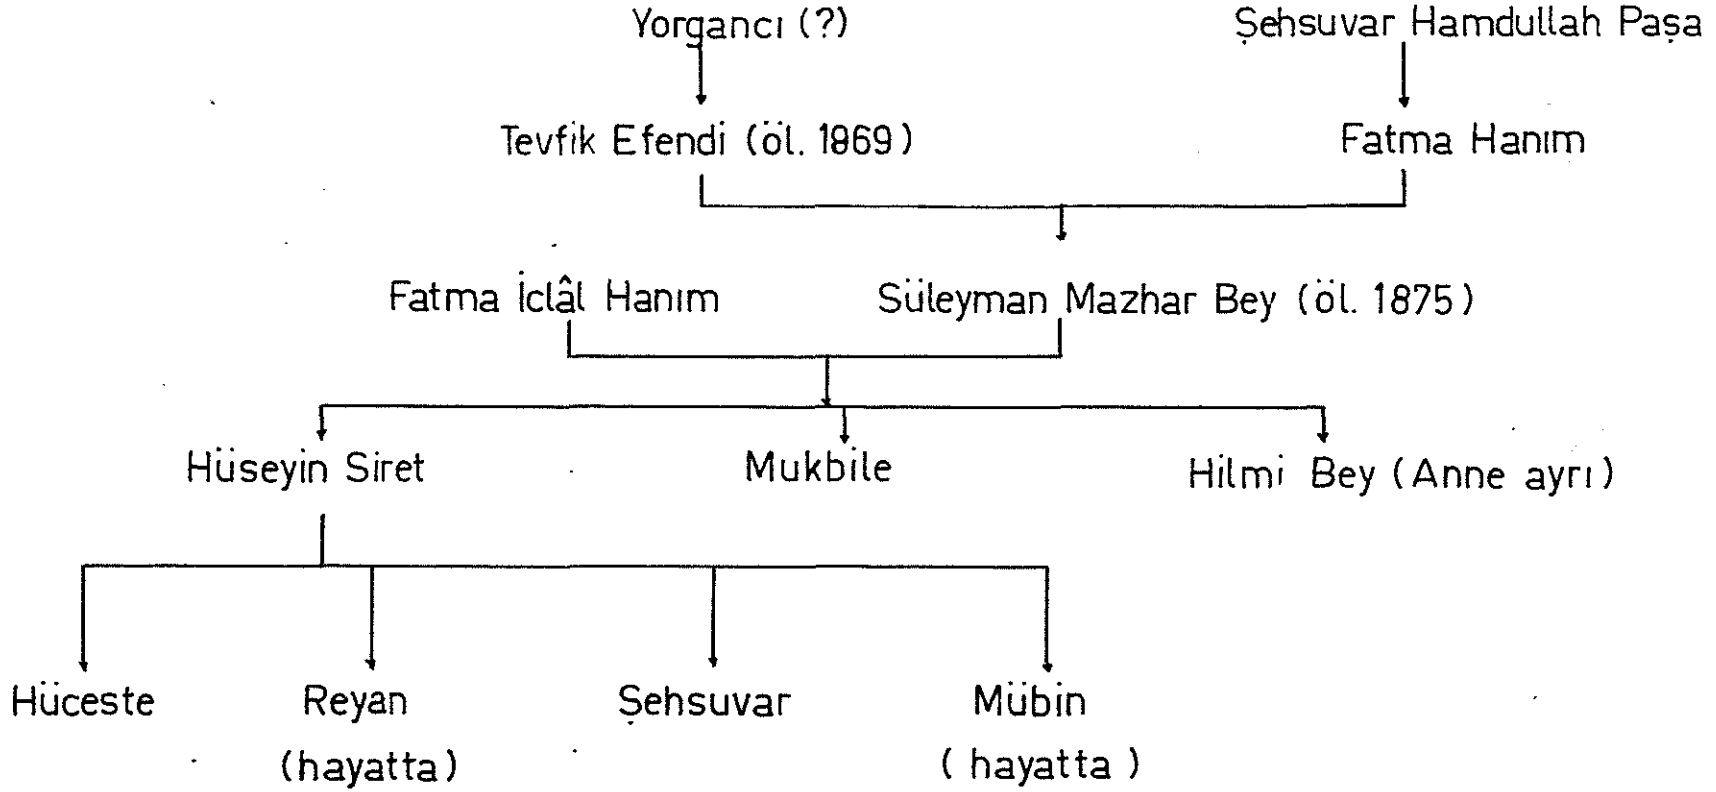 Yorgancı (?) Şehsuvar Hamdullah Paşa
Tevfik Efendi (öl. 1869) Fatma Hanım
Fatma İclâl Hanım Süleyman Mazhar Bey (öl. 1875)
Hüseyin Siret Mukbile Hilmi Bey (Anne ayrı)
Hüceste Reyan Şehsuvar Mübin
(hayatta) (hayatta)